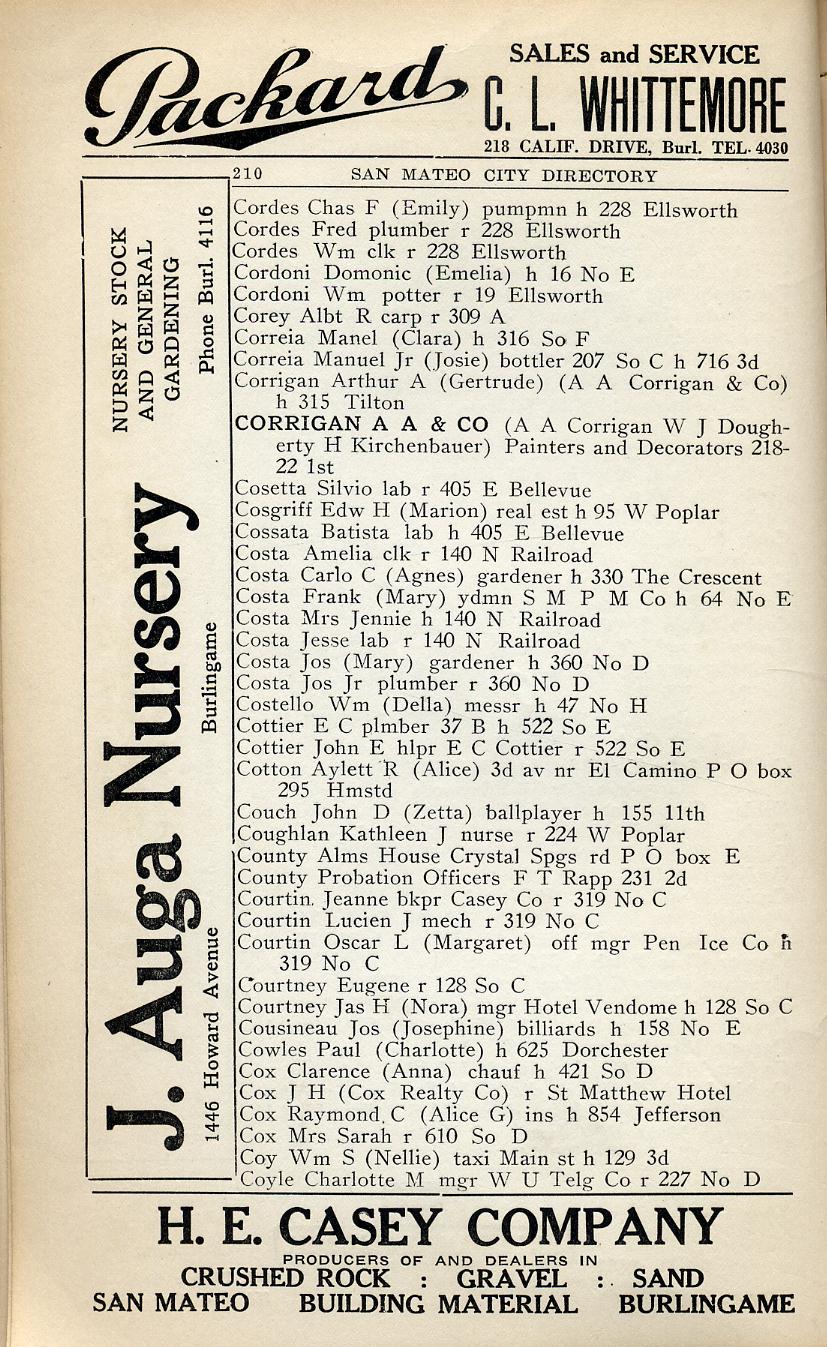 Packard
SALES and SERVICE
C. L. WHITTEMORE
218 CALIF. DRIVE, Burl. TEL. 4030
210 SAN MATEO CITY DIRECTORY
NURSERY STOCK
AND GENERAL
GARDENING
Phone Burl. 4116
J. Auga Nursery
1446 Howard Avenue Burlingame
Cordes Chas F (Emily) pumpmn h 228 Ellsworth
Cordes Fred plumber r 228 Ellsworth
Cordes Wm clk r 228 Ellsworth
Cordoni Domonic (Emelia) h 16 No E
Cordoni Wm potter r 19 Ellsworth
Corey Albt R carp r 309 A
Correia Manel (Clara) h 316 So F
Correia Manuel Jr (Josie) bottler 207 So C h 716 3d
Corrigan Arthur A (Gertrude) (A A Corrigan & Co)
h 315 Tilton
CORRIGAN A A & CO (A A Corrigan W J Dough-
erty H Kirchenbauer) Painters and Decorators 218-
22 1st
Cosetta Silvio lab r 405 E Bellevue
Cosgriff Edw H (Marion) real est h 95 W Poplar
Cossata Batista lab h 405 E Bellevue
Costa Amelia clk r 140 N Railroad
Costa Carlo C (Agnes) gardener h 330 The Crescent
Costa Frank (Mary) ydmn S M P M Co h 64 No E
Costa Mrs Jennie h 140 N Railroad
Costa Jesse lab r 140 N Railroad
Costa Jos (Mary) gardener h 360 No D
Costa Jos Jr plumber r 360 No D
Costello Wm (Della) messr h 47 No H
Cottier E C plmber 37 B h 522 So E
Cottier John E hlpr E C Cottier r 522 So E
Cotton Aylett R (Alice) 3d av nr El Camino P O box
295 Hmstd
Couch John D (Zetta) ballplayer h 155 11th
Coughlan Kathleen J nurse r 224 W Poplar
County Alms House Crystal Spgs rd P O box E
County Probation Officers F T Rapp 231 2d
Courtin Jeanne bkpr Casey Co r 319 No C
Courtin Lucien J mech r 319 No C
Courtin Oscar L (Margaret) off mgr Pen Ice Co h
319 No C
Courtney Eugene r 128 So C
Courtney Jas H (Nora) mgr Hotel Vendome h 128 So C
Cousineau Jos (Josephine) billiards h 158 No E
Cowles Paul (Charlotte) h 625 Dorchester
Cox Clarence (Anna) chauf h 421 So D
Cox J H (Cox Realty Co) r St Matthew Hotel
Cox Raymond C (Alice G) ins h 854 Jefferson
Cox Mrs Sarah r 610 So D
Coy Wm S (Nellie) taxi Main st h 129 3d
Coyle Charlotte M mgr W U Telg Co r 227 No D
H. E. CASEY COMPANY
PRODUCERS OF AND DEALERS IN
CRUSHED ROCK : GRAVEL : SAND
SAN MATEO BUILDING MATERIAL BURLINGAME